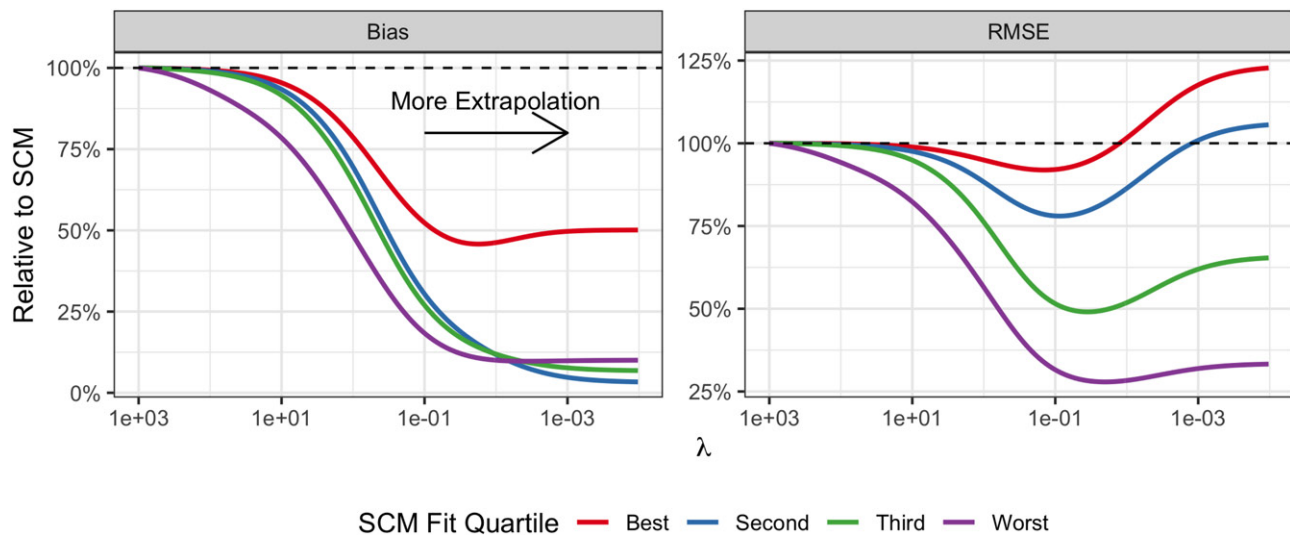 Bias
RMSE
Relative to SCM
100%
75%
50%
25%
0%
More Extrapolation
125%
100%
75%
50%
25%
1e+03 1e+01 1e-01 1e-03
1e+03 1e+01 1e-01 1e-03
λ
SCM Fit Quartile Best Second Third Worst